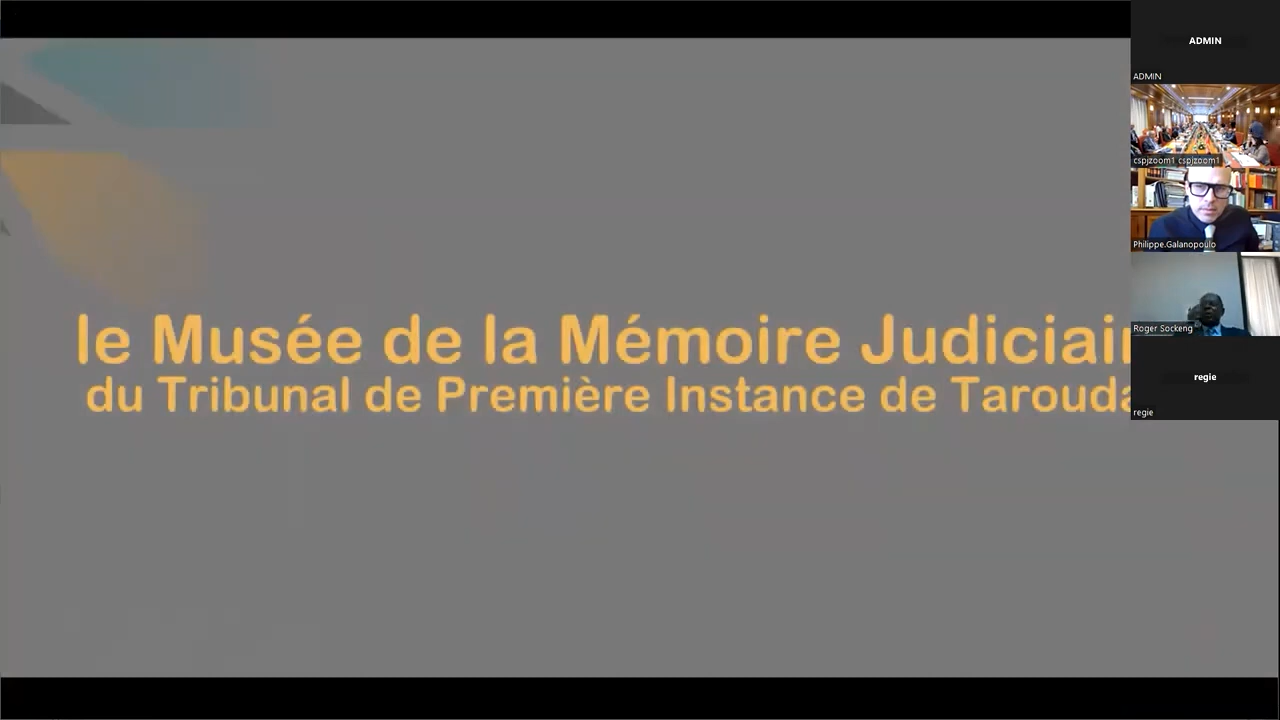 le Musée de la Mémoire Judiciair
du Tribunal de Première Instance de Tarouda
ADMIN
ADMIN
cspjzoom1 cspjzoom1
Philippe.Galanopoulo
Roger Sockeng
regie
regie